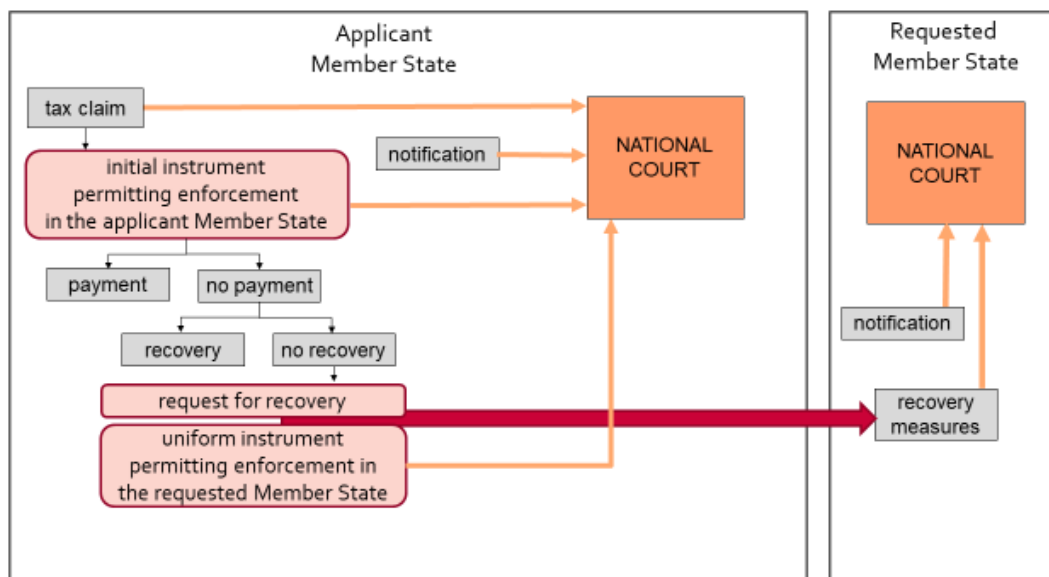 Applicant
Member State
tax claim
notification
NATIONAL
COURT
initial instrument
permitting enforcement
in the applicant Member State
payment
no payment
recovery
no recovery
request for recovery
uniform instrument
permitting enforcement in
the requested Member State
Requested
Member State
NATIONAL
COURT
notification
recovery
measures